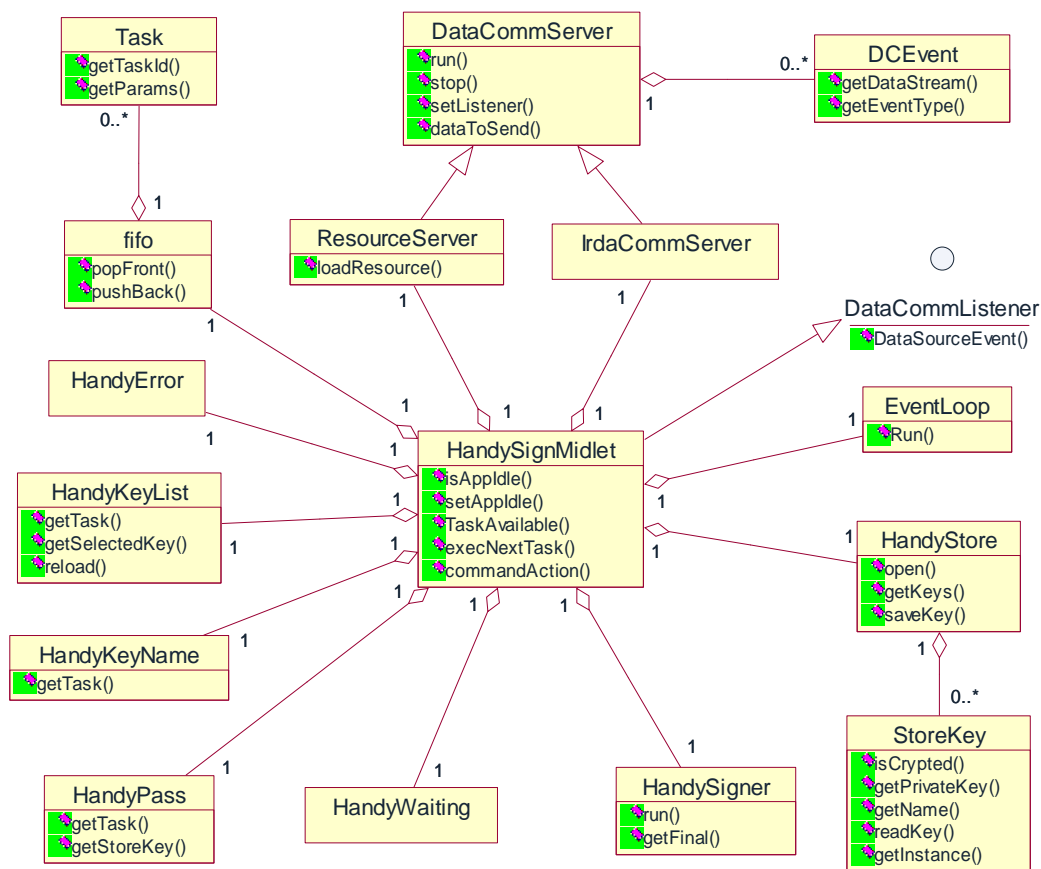 Task
getTaskId()
getParams()
0..*
1
DataCommServer
run()
stop()
setListener()
dataToSend()
1
0..*
DCEvent
getDataStream()
getEventType()
fifo
popFront()
pushBack()
1
ResourceServer
loadResource()
1
IrdaCommServer
1
DataCommListener
DataSourceEvent()
HandyError
1
EventLoop
Run()
1
HandySignMidlet
isAppIdle()
setAppIdle()
TaskAvailable()
execNextTask()
commandAction()
1
1
1
1
1
1
1
1
1
1
1
HandyKeyList
getTask()
getSelectedKey()
reload()
1
HandyStore
open()
getKeys()
saveKey()
1
1
0..*
HandyKeyName
getTask()
1
StoreKey
isCrypted()
getPrivateKey()
getName()
readKey()
getInstance()
HandyPass
getTask()
getStoreKey()
1
HandyWaiting
1
HandySigner
run()
getFinal()
1